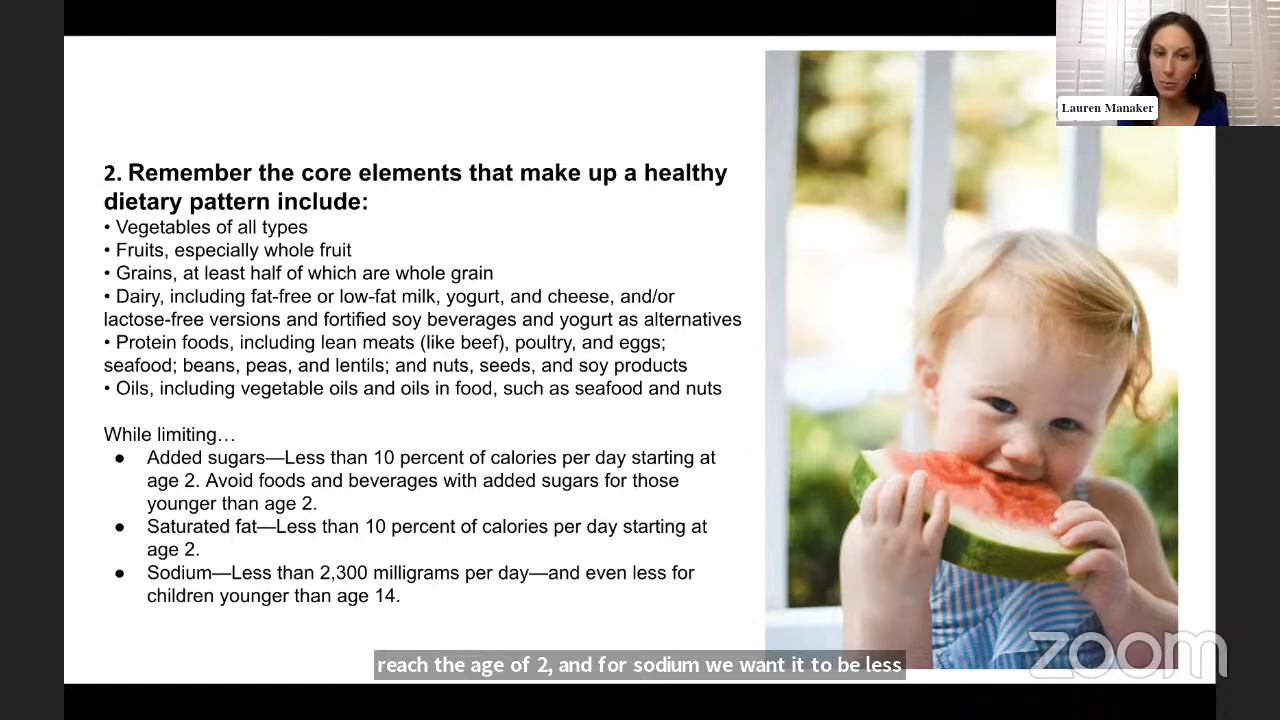 Lauren Manaker
2. Remember the core elements that make up a healthy
dietary pattern include:
• Vegetables of all types
• Fruits, especially whole fruit
• Grains, at least half of which are whole grain
• Dairy, including fat-free or low-fat milk, yogurt, and cheese, and/or
lactose-free versions and fortified soy beverages and yogurt as alternatives
• Protein foods, including lean meats (like beef), poultry, and eggs;
seafood; beans, peas, and lentils; and nuts, seeds, and soy products
• Oils, including vegetable oils and oils in food, such as seafood and nuts
While limiting…
● Added sugars—Less than 10 percent of calories per day starting at
age 2. Avoid foods and beverages with added sugars for those
younger than age 2.
● Saturated fat—Less than 10 percent of calories per day starting at
age 2.
● Sodium—Less than 2,300 milligrams per day—and even less for
children younger than age 14.
reach the age of 2, and for sodium we want it to be less
zoom